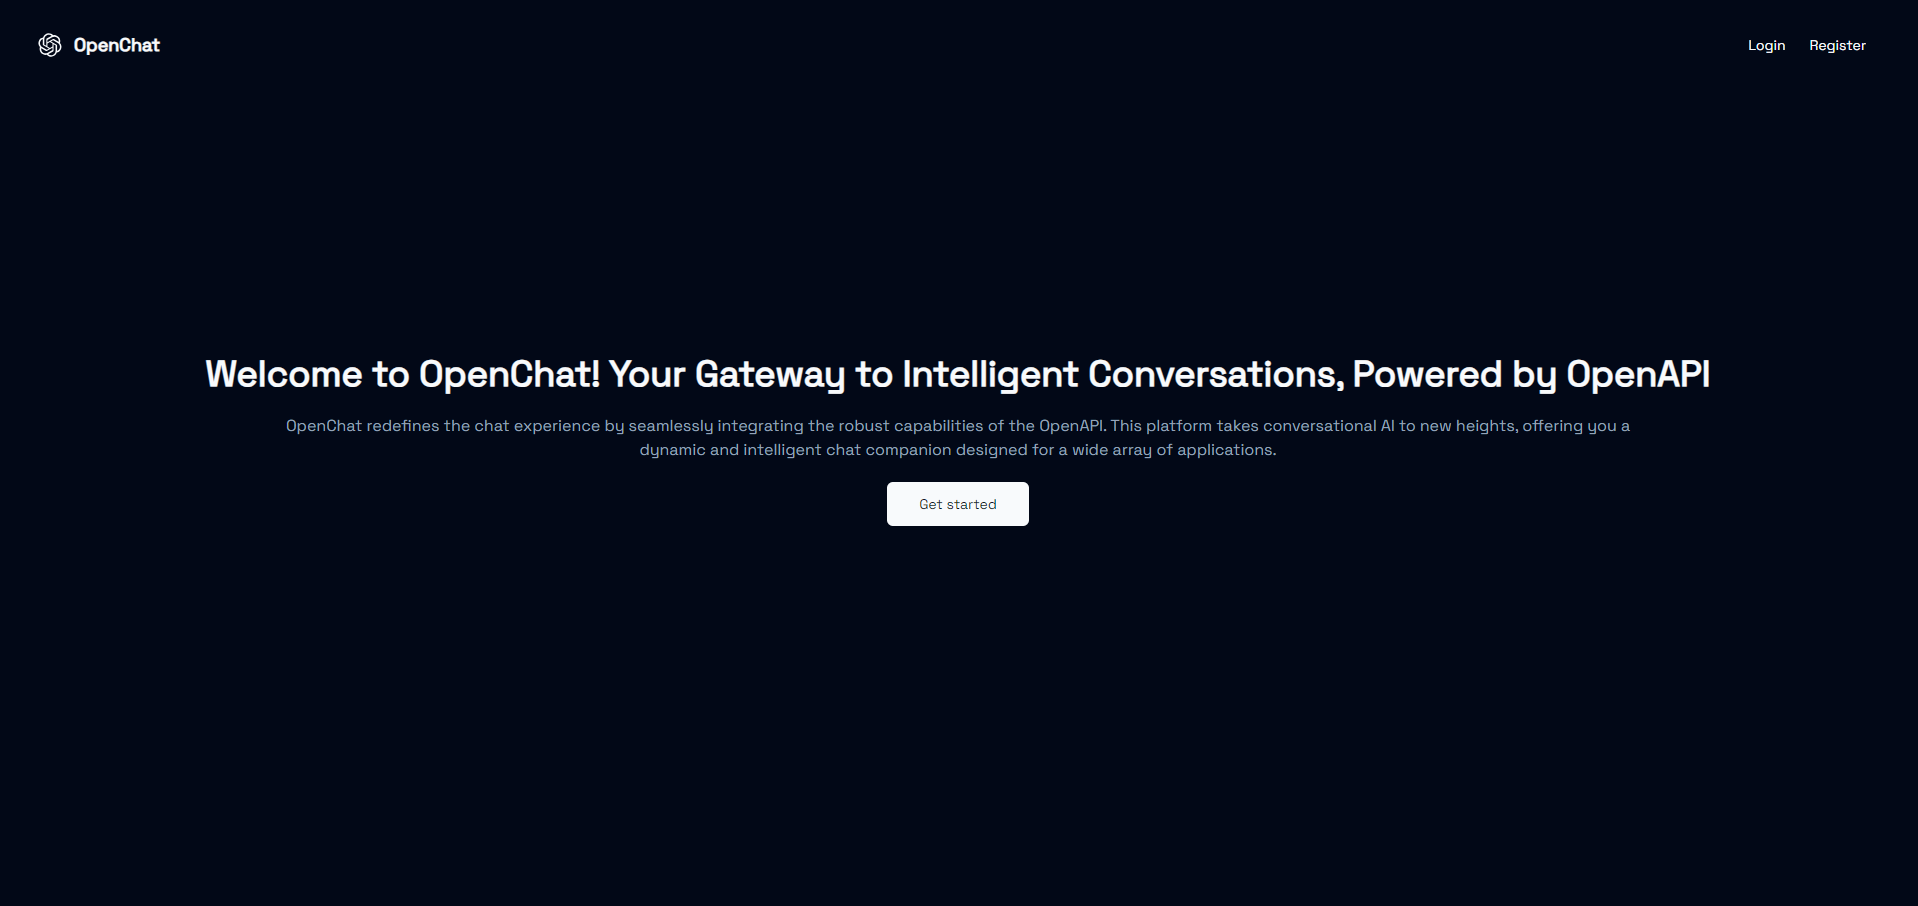 OpenChat
Login
Register
Welcome to OpenChat! Your Gateway to Intelligent Conversations, Powered by OpenAPI
OpenChat redefines the chat experience by seamlessly integrating the robust capabilities of the OpenAPI. This platform takes conversational AI to new heights, offering you a
dynamic and intelligent chat companion designed for a wide array of applications.
Get started